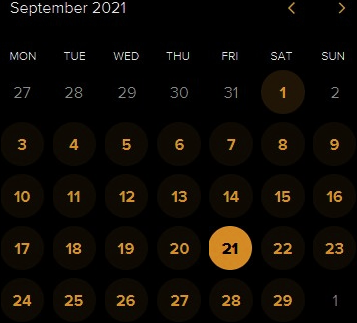 September 2021
MON TUE WED THU FRI SAT SUN
27 28 29 30 31 1 2
3 4 5 6 7 8 9
10 11 12 13 14 15 16
17 18 19 20 21 22 23
24 25 26 27 28 29 1